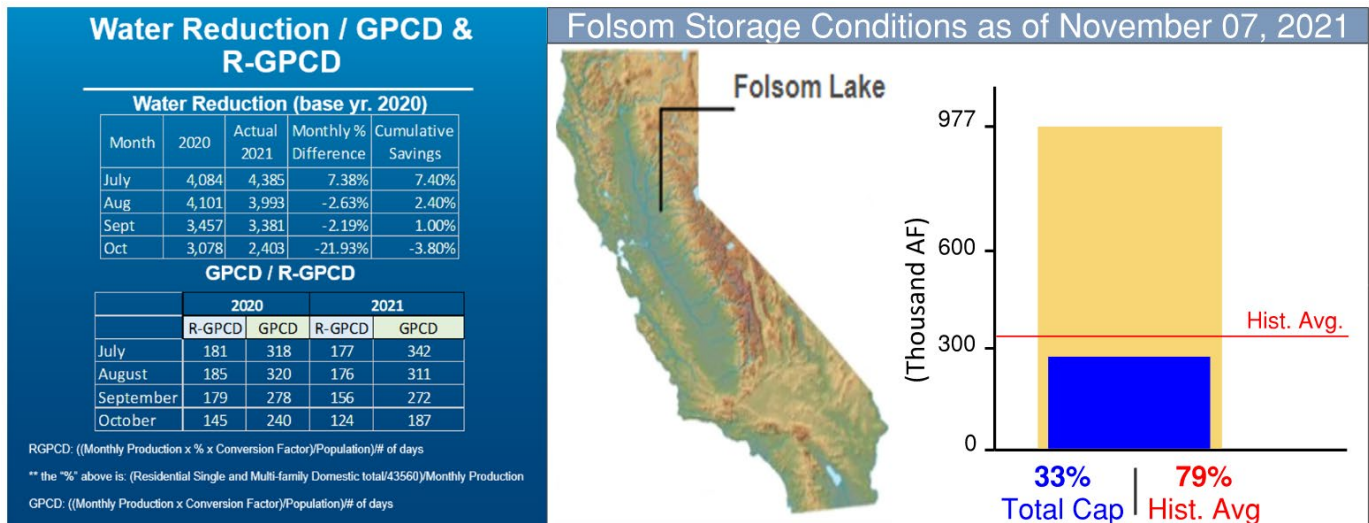 Water Reduction / GPCD &
R-GPCD
Water Reduction (base yr. 2020)
Month 2020 Actual 2021 Monthly % Difference Cumulative Savings
July 4,084 4,385 7.38% 7.40%
Aug 4,101 3,993 -2.63% 2.40%
Sept 3,457 3,381 -2.19% 1.00%
Oct 3,078 2,403 -21.93% -3.80%
GPCD / R-GPCD
2020 2021
R-GPCD GPCD R-GPCD GPCD
July 181 318 177 342
August 185 320 176 311
September 179 278 156 272
October 145 240 124 187
RGPCD: ((Monthly Production x % x Conversion Factor)/Population)/# of days
** the "%" above is: (Residential Single and Multi-family Domestic total/43560)/Monthly Production
GPCD: ((Monthly Production x Conversion Factor)/Population)/# of days
Folsom Storage Conditions as of November 07, 2021
Folsom Lake
(Thousand AF)
977
600
300
0
Hist. Avg.
33% 79%
Total Cap Hist. Avg